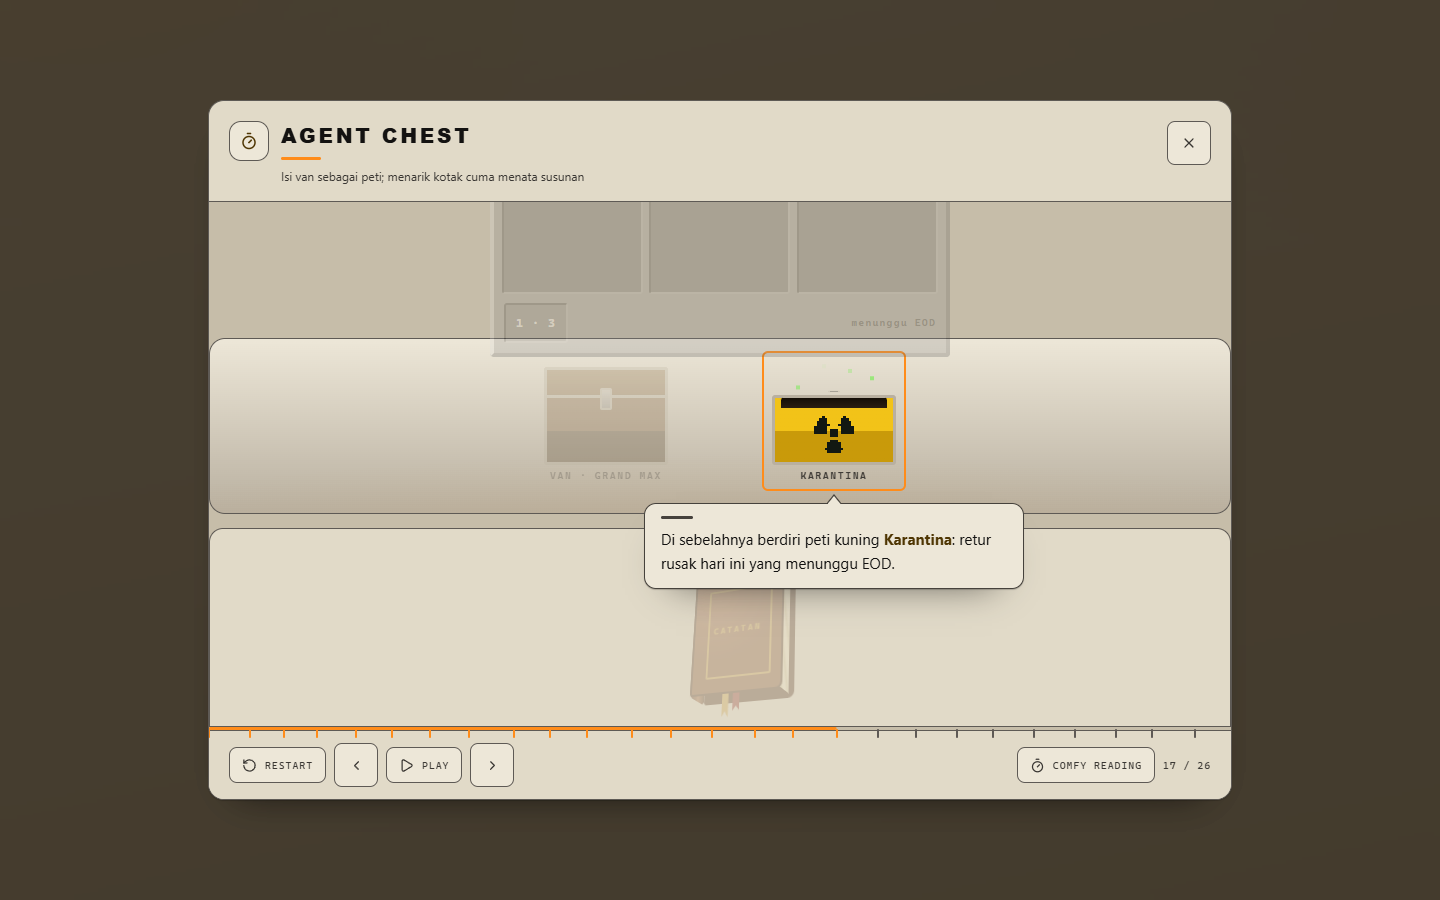 AGENT CHEST
Isi van sebagai peti; menarik kotak cuma menata susunan
1 · 3
menunggu EOD
VAN · GRAND MAX
KARANTINA
Di sebelahnya berdiri peti kuning Karantina: retur
rusak hari ini yang menunggu EOD.
CATATAN
RESTART
PLAY
COMFY READING
17 / 26